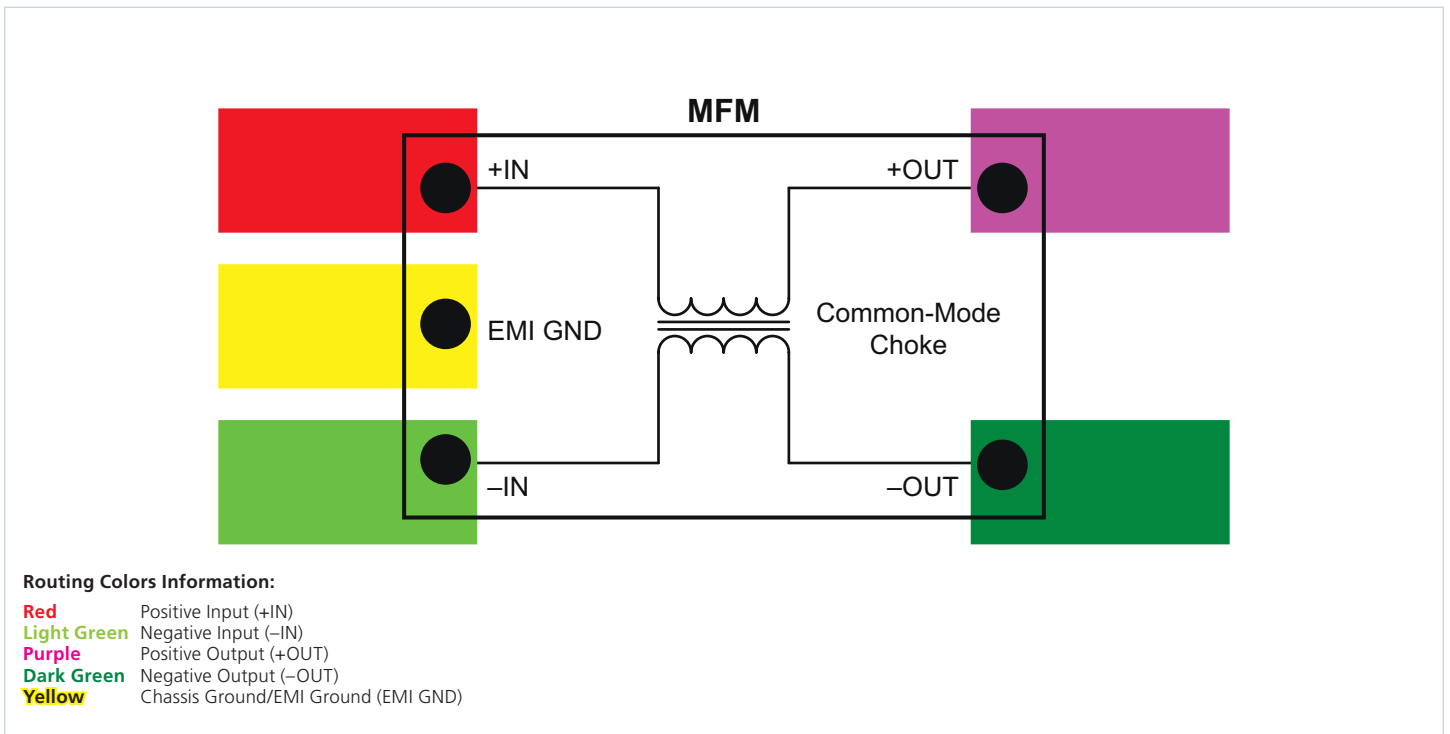 MFM
+IN
+OUT
EMI GND
Common-Mode
Choke
–IN
–OUT
Routing Colors Information:
Red Positive Input (+IN)
Light Green Negative Input (–IN)
Purple Positive Output (+OUT)
Dark Green Negative Output (–OUT)
Yellow Chassis Ground/EMI Ground (EMI GND)